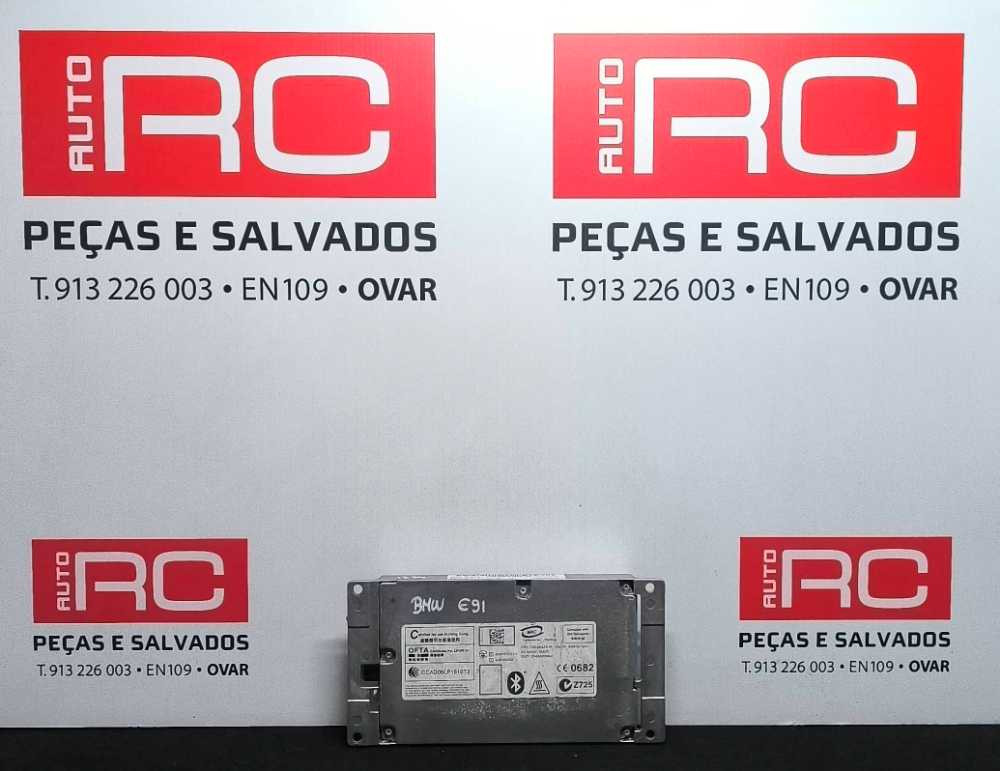 AUTO RC
PEÇAS E SALVADOS
T. 913 226 003 • EN109 • OVAR
AUTO RC
PEÇAS E SALVADOS
T. 913 226 003 • EN109 • OVAR
AUTO RC
PEÇAS E SALVADOS
T. 913 226 003 • EN109 • OVAR
AUTO RC
PEÇAS E SALVADOS
T. 913 226 003 • EN109 • OVAR
BMW E91
OFTA
CE 0682
Z725